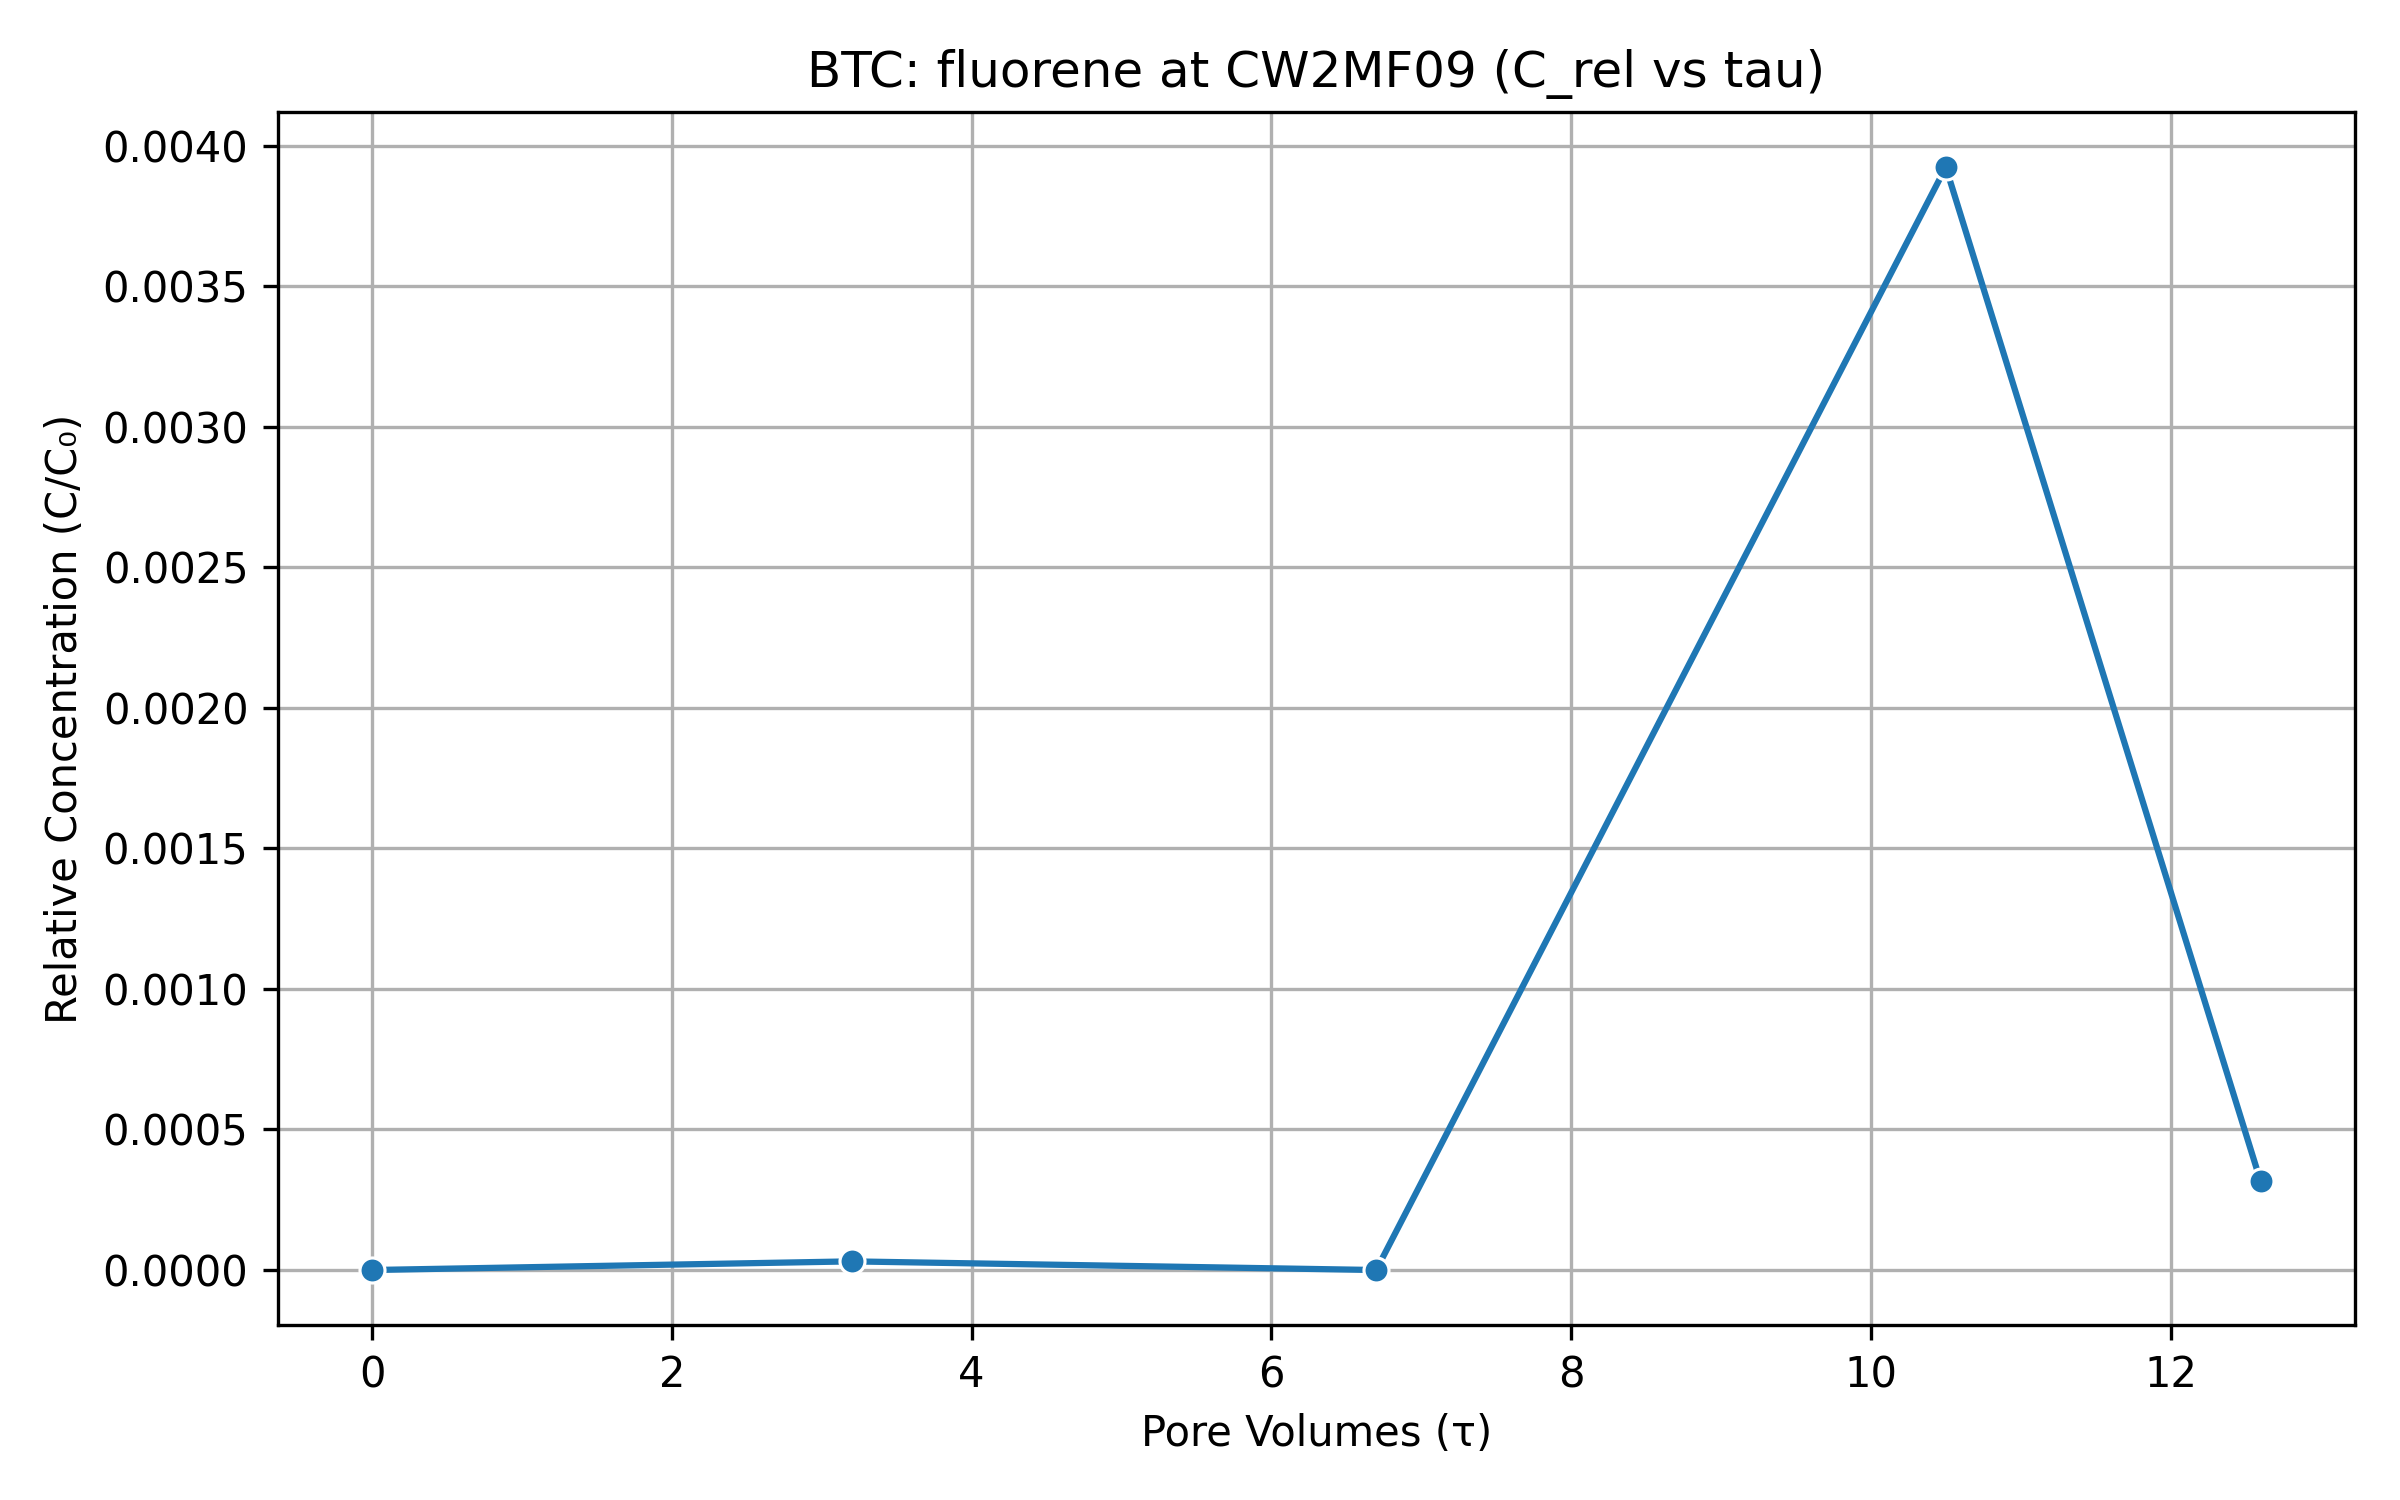 BTC: fluorene at CW2MF09 (C_rel vs tau)
Relative Concentration (C/C₀)
0.0040
0.0035
0.0030
0.0025
0.0020
0.0015
0.0010
0.0005
0.0000
0 2 4 6 8 10 12
Pore Volumes (τ)